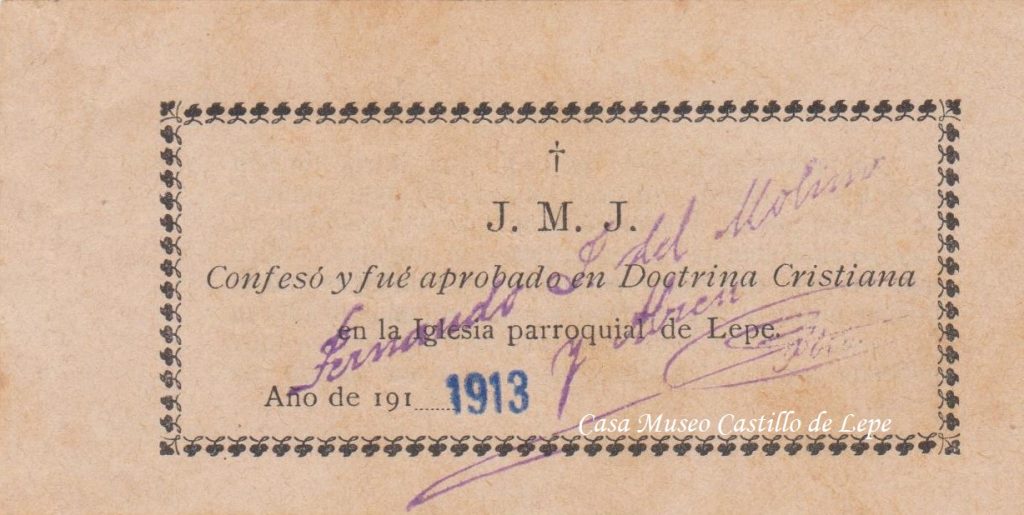 †
J. M. J.
Confesó y fué aprobado en Doctrina Cristiana
en la Iglesia parroquial de Lepe.
Año de 191...... 1913
Fernando J del Molino
y Abreu
Casa Museo Castillo de Lepe